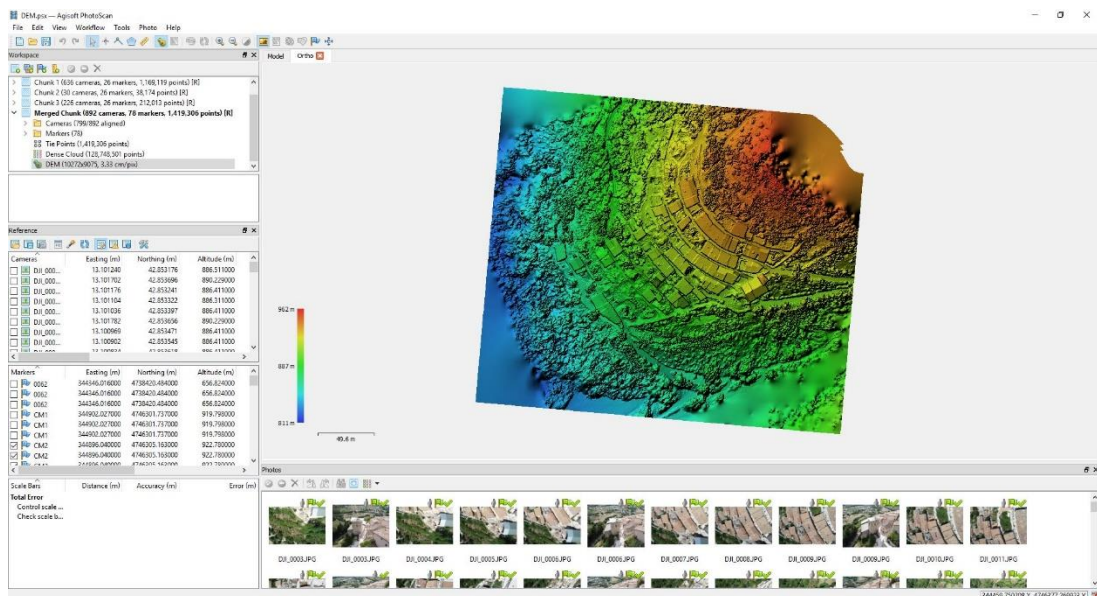 DEM.psx — Agisoft PhotoScan
File Edit View Workflow Tools Photo Help
Workspace
Model Ortho
Chunk 1 (636 cameras, 26 markers, 1,169,119 points) [R]
Chunk 2 (30 cameras, 26 markers, 38,174 points) [R]
Chunk 3 (226 cameras, 26 markers, 212,013 points) [R]
Merged Chunk (892 cameras, 78 markers, 1,419,306 points) [R]
Cameras (799/892 aligned)
Markers (78)
Tie Points (1,419,306 points)
Dense Cloud (128,748,501 points)
DEM (10272x9075, 3.33 cm/pix)
Reference
Cameras Easting (m) Northing (m) Altitude (m)
DJI_000... 13.101240 42.853176 886.511000
DJI_000... 13.101702 42.853696 890.229000
DJI_000... 13.101176 42.853241 886.411000
DJI_000... 13.101104 42.853322 886.311000
DJI_000... 13.101036 42.853397 886.411000
DJI_000... 13.101782 42.853656 890.229000
DJI_000... 13.100969 42.853471 886.411000
DJI_000... 13.100902 42.853545 886.411000
Markers Easting (m) Northing (m) Altitude (m)
0062 344346.016000 4738420.484000 656.824000
0062 344346.016000 4738420.484000 656.824000
0062 344346.016000 4738420.484000 656.824000
CM1 344902.027000 4746301.737000 919.798000
CM1 344902.027000 4746301.737000 919.798000
CM1 344902.027000 4746301.737000 919.798000
CM2 344896.040000 4746305.163000 922.780000
CM2 344896.040000 4746305.163000 922.780000
Scale Bars Distance (m) Accuracy (m) Error (m)
Total Error
Control scale ...
Check scale b...
962 m
887 m
811 m
49.6 m
Photos
DJI_0003.JPG DJI_0003.JPG DJI_0004.JPG DJI_0005.JPG DJI_0006.JPG DJI_0006.JPG DJI_0007.JPG DJI_0008.JPG DJI_0009.JPG DJI_0009.JPG DJI_0010.JPG DJI_0011.JPG